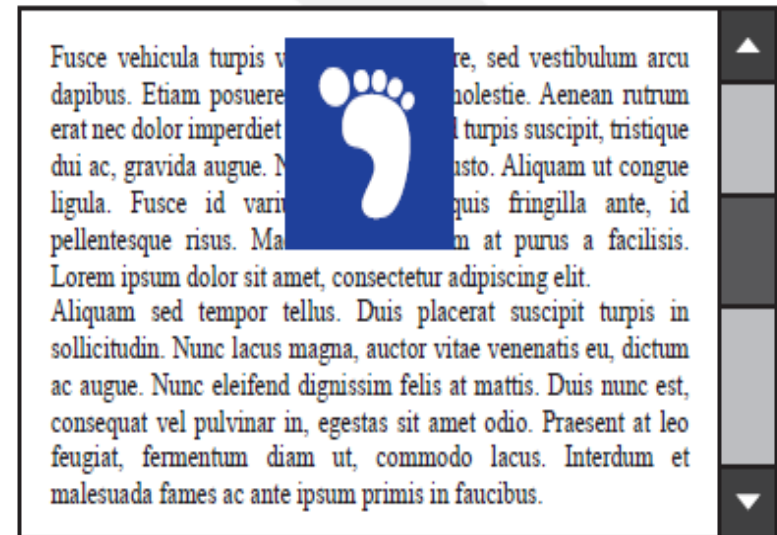 Fusce vehicula turpis sed vestibulum arcu
dapibus. Etiam posuere Aenean rutrum
erat nec dolor imperdiet turpis suscipit, tristique
dui ac, gravida augue. Aliquam ut congue
ligula. Fusce id quis fringilla ante, id
pellentesque risus. at purus a facilisis.
Lorem ipsum dolor sit amet, consectetur adipiscing elit.
Aliquam sed tempor tellus. Duis placerat suscipit turpis in
sollicitudin. Nunc lacus magna, auctor vitae venenatis eu, dictum
ac augue. Nunc eleifend dignissim felis at mattis. Duis nunc est,
consequat vel pulvinar in, egestas sit amet odio. Praesent at leo
feugiat, fermentum diam ut, commodo lacus. Interdum et
malesuada fames ac ante ipsum primis in faucibus.